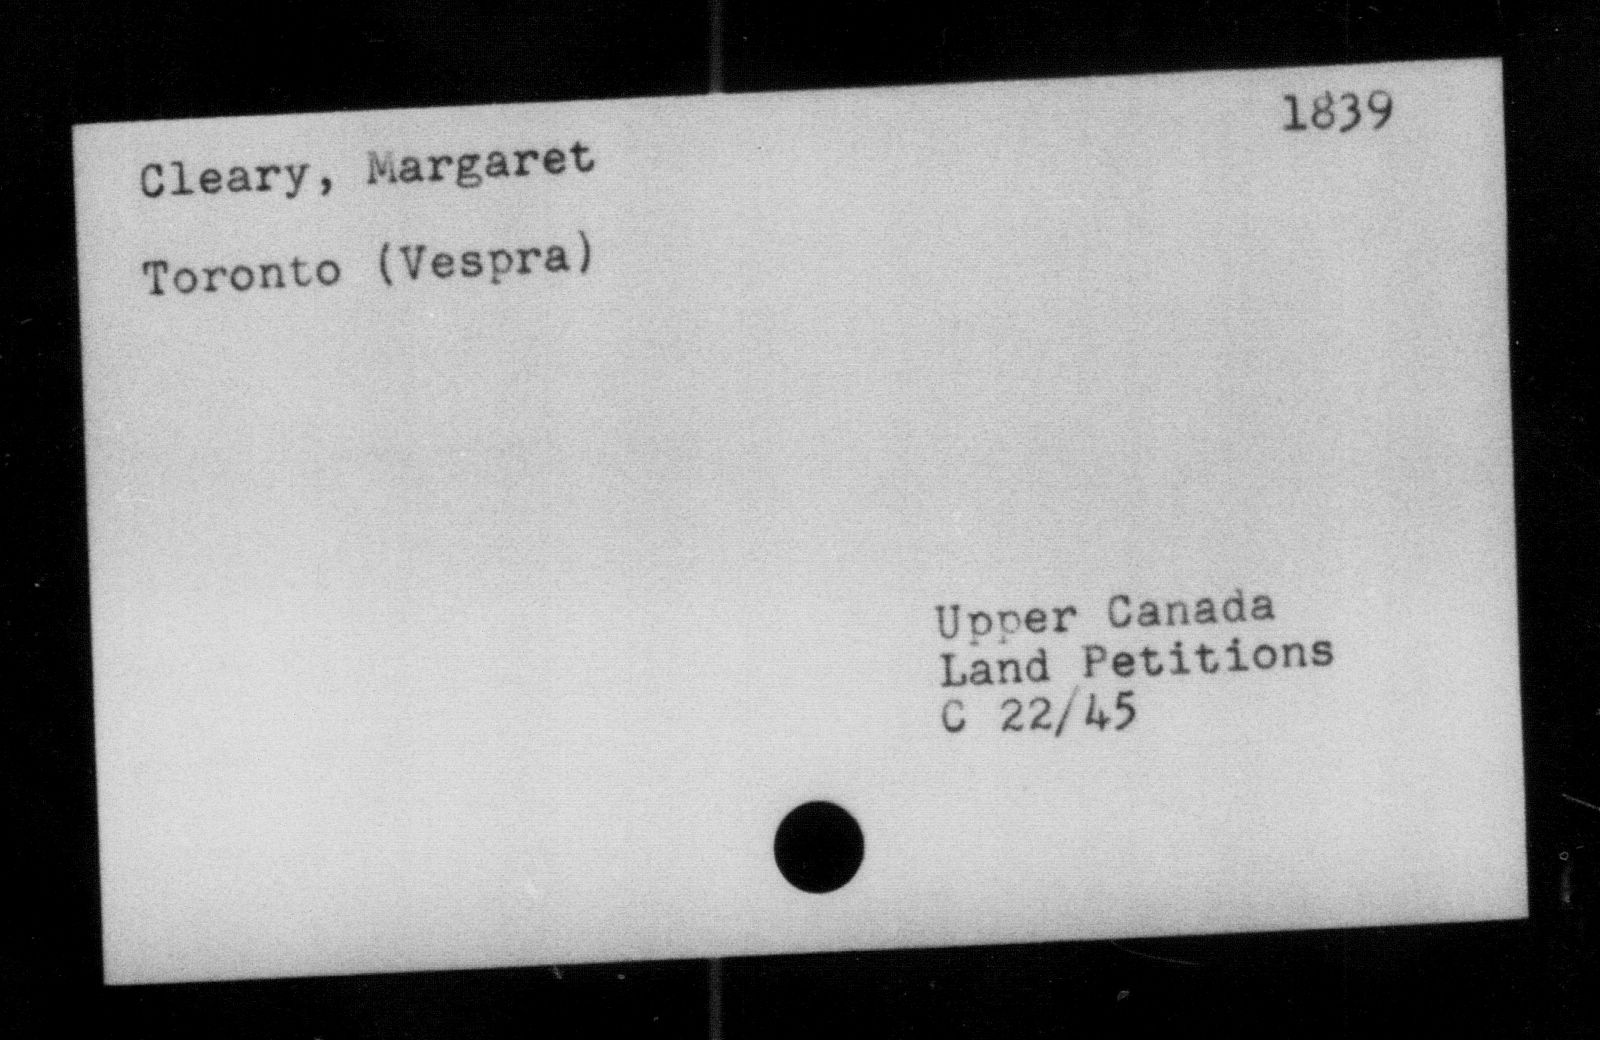 1839
Cleary, Margaret
Toronto (Vespra)
Upper Canada
Land Petitions
C 22/45